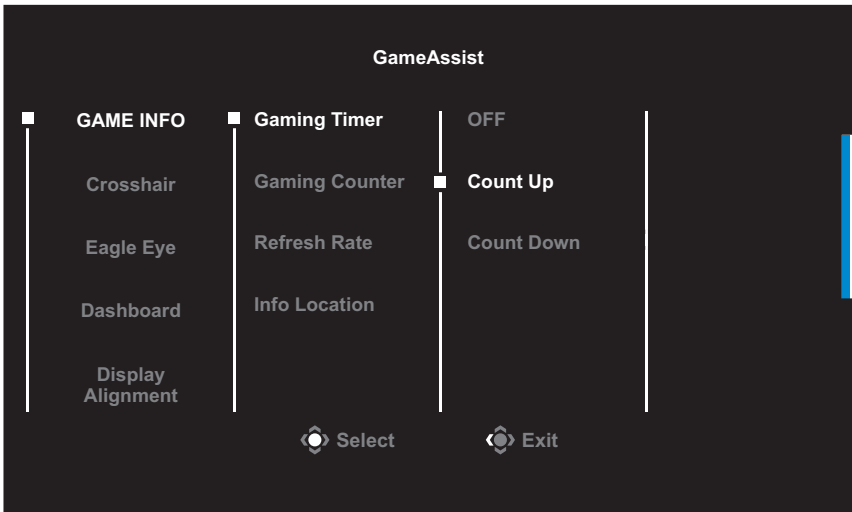 GameAssist
GAME INFO
Gaming Timer
OFF
Crosshair
Gaming Counter
Count Up
Eagle Eye
Refresh Rate
Count Down
Dashboard
Info Location
Display
Alignment
Select
Exit